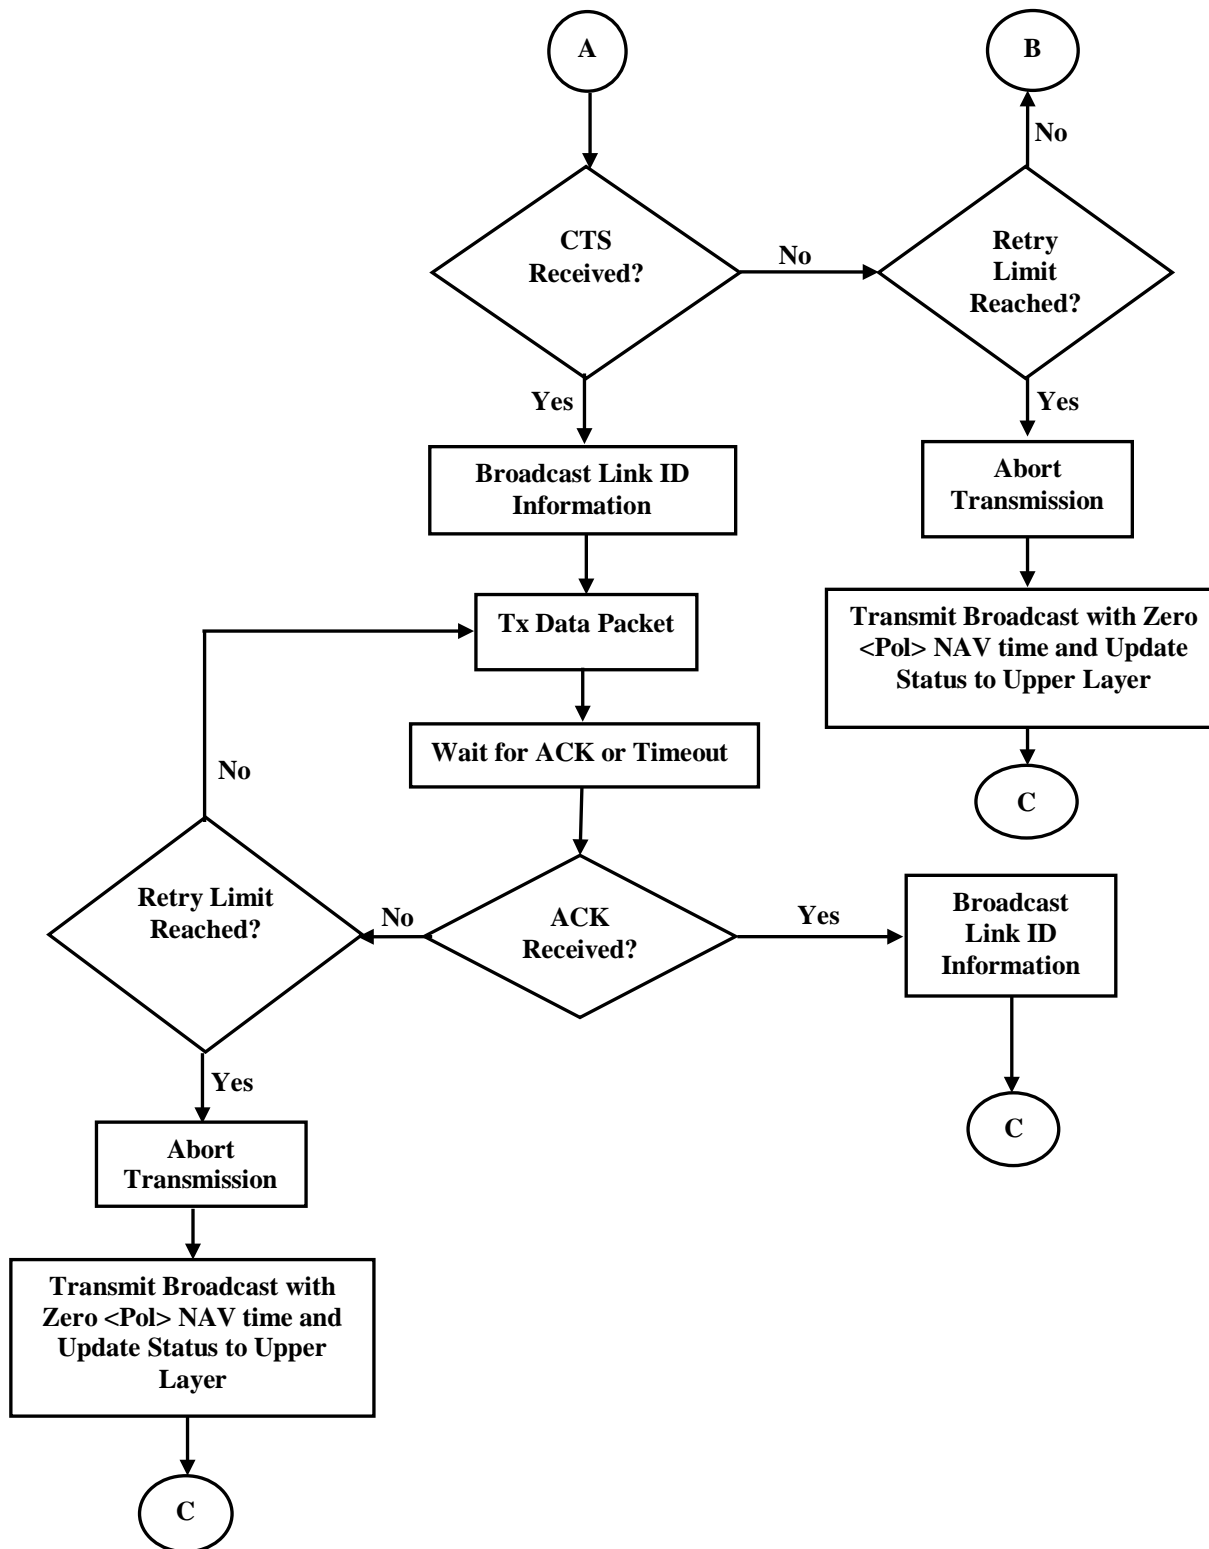 A
B
No
CTS
Received?
No
Retry
Limit
Reached?
Yes
Yes
Broadcast Link ID
Information
Abort
Transmission
Tx Data Packet
Transmit Broadcast with Zero
<Pol> NAV time and Update
Status to Upper Layer
Wait for ACK or Timeout
No
C
Retry Limit
Reached?
No
ACK
Received?
Yes
Broadcast
Link ID
Information
Yes
C
Abort
Transmission
Transmit Broadcast with
Zero <Pol> NAV time and
Update Status to Upper
Layer
C